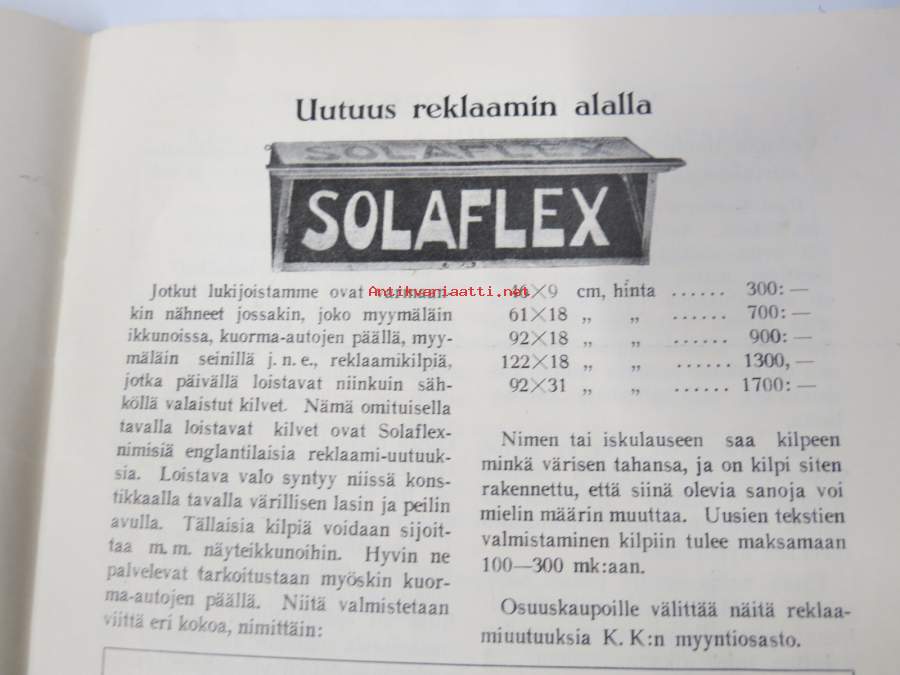 Uutuus reklaamin alalla
SOLAFLEX
SOLAFLEX
Antikvariaatti.net
Jotkut lukijoistamme ovat
kin nähneet jossakin, joko myymäläin
ikkunoissa, kuorma-autojen päällä, myy-
mäläin seinillä j. n. e., reklaamikilpiä,
jotka päivällä loistavat niinkuin säh-
köllä valaistut kilvet. Nämä omituisella
tavalla loistavat kilvet ovat Solaflex-
nimisiä englantilaisia reklaami-uutuuk-
sia. Loistava valo syntyy niissä kons-
tikkaalla tavalla värillisen lasin ja peilin
avulla. Tällaisia kilpiä voidaan sijoit-
taa m. m. näyteikkunoihin. Hyvin ne
palvelevat tarkoitustaan myöskin kuor-
ma-autojen päällä. Niitä valmistetaan
viittä eri kokoa, nimittäin:
46×9 cm, hinta ...... 300: —
61×18 „ „ ...... 700: —
92×18 „ „ ...... 900: —
122×18 „ „ ...... 1300, —
92×31 „ „ ...... 1700: —
Nimen tai iskulauseen saa kilpeen
minkä värisen tahansa, ja on kilpi siten
rakennettu, että siinä olevia sanoja voi
mielin määrin muuttaa. Uusien tekstien
valmistaminen kilpiin tulee maksamaan
100—300 mk:aan.
Osuuskaupoille välittää näitä reklaa-
miuutuuksia K. K:n myyntiosasto.